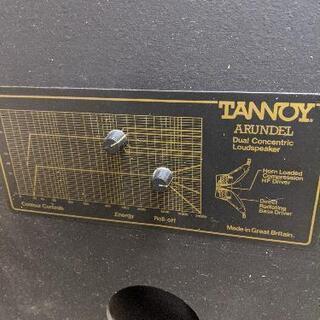 TANNOY.
ARUNDEL
Dual Concentric
Loudspeaker
Horn Loaded
Compression
HF Driver
Direct
Radiating
Bass Driver
Contour Controls
Energy
Roll-off
Made in Great Britain.